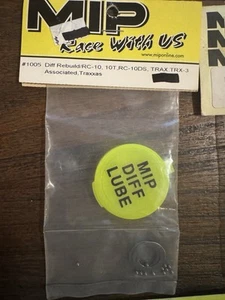 MIP
Race With US
www.miponline.com
#1005 Diff Rebuild/RC-10, 10T,RC-10DS, TRAX,TRX-3
Associated,Traxxas
MIP
DIFF
LUBE